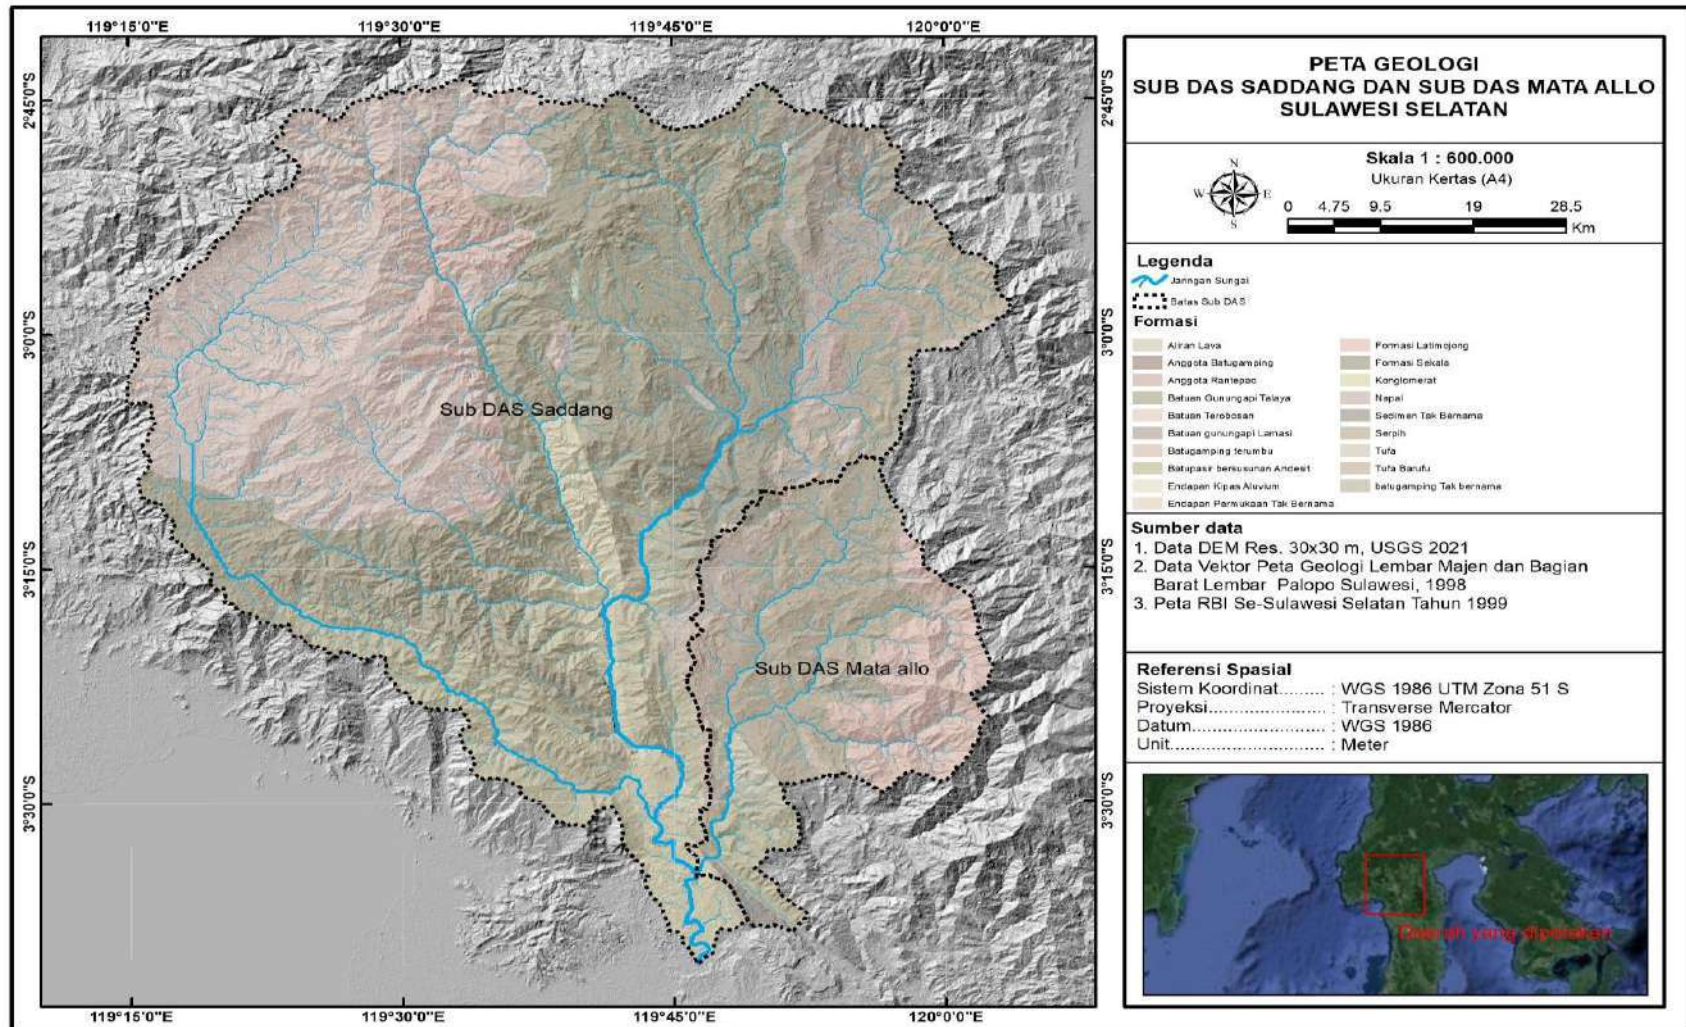 119°15'0"E 119°30'0"E 119°45'0"E 120°0'0"E
2°45'0"S
3°0'0"S
3°15'0"S
3°30'0"S
Sub DAS Saddang
Sub DAS Mata allo
2°45'0"S
3°0'0"S
3°15'0"S
3°30'0"S
119°15'0"E 119°30'0"E 119°45'0"E 120°0'0"E
PETA GEOLOGI
SUB DAS SADDANG DAN SUB DAS MATA ALLO
SULAWESI SELATAN
N
W E
S
Skala 1 : 600.000
Ukuran Kertas (A4)
0 4.75 9.5 19 28.5
Km
Legenda
Jaringan Sungai
Batas Sub DAS
Formasi
Aliran Lava
Anggota Batugamping
Anggota Rantepao
Batuan Gunungapi Talaya
Batuan Terobosan
Batuan gunungapi Lamasi
Batugamping terumbu
Batupasir bersusunan Andesit
Endapan Kipas Aluvium
Endapan Permukaan Tak Bernama
Formasi Latimojong
Formasi Sekala
Konglomerat
Napal
Sedimen Tak Bernama
Serpih
Tufa
Tufa Barufu
batugamping Tak bernama
Sumber data
1. Data DEM Res. 30x30 m, USGS 2021
2. Data Vektor Peta Geologi Lembar Majen dan Bagian
Barat Lembar Palopo Sulawesi, 1998
3. Peta RBI Se-Sulawesi Selatan Tahun 1999
Referensi Spasial
Sistem Koordinat......... : WGS 1986 UTM Zona 51 S
Proyeksi....................... : Transverse Mercator
Datum.......................... : WGS 1986
Unit.............................. : Meter
Daerah yang dipetakan